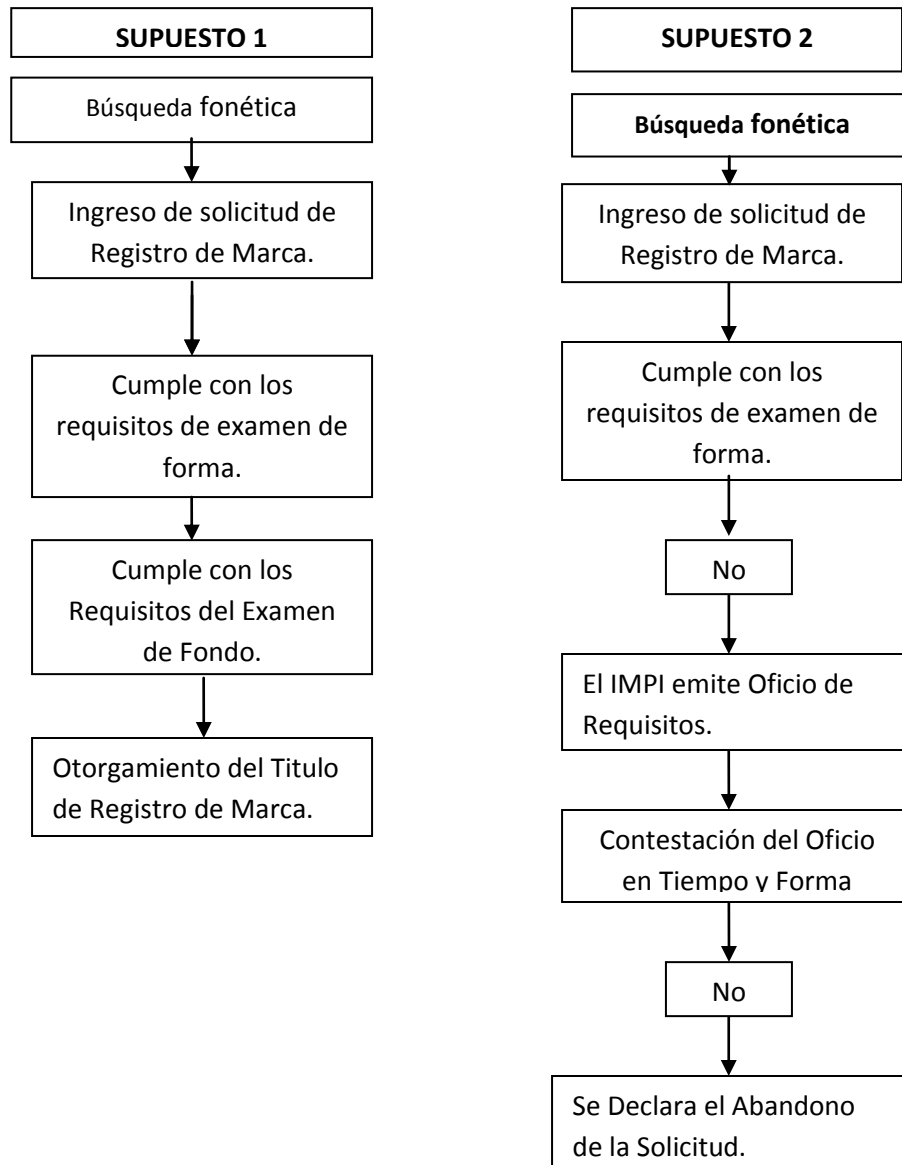 SUPUESTO 1
Búsqueda fonética
Ingreso de solicitud de
Registro de Marca.
Cumple con los
requisitos de examen de
forma.
Cumple con los
Requisitos del Examen
de Fondo.
Otorgamiento del Titulo
de Registro de Marca.
SUPUESTO 2
Búsqueda fonética
Ingreso de solicitud de
Registro de Marca.
Cumple con los
requisitos de examen de
forma.
No
El IMPI emite Oficio de
Requisitos.
Contestación del Oficio
en Tiempo y Forma
No
Se Declara el Abandono
de la Solicitud.